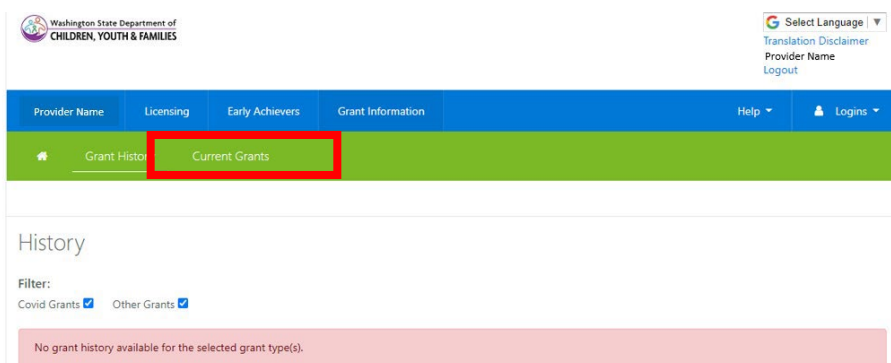 Washington State Department of
CHILDREN, YOUTH & FAMILIES
G Select Language ▼
Translation Disclaimer
Provider Name
Logout
Provider Name Licensing Early Achievers Grant Information Help Logins
Grant History Current Grants
History
Filter:
Covid Grants Other Grants
No grant history available for the selected grant type(s).